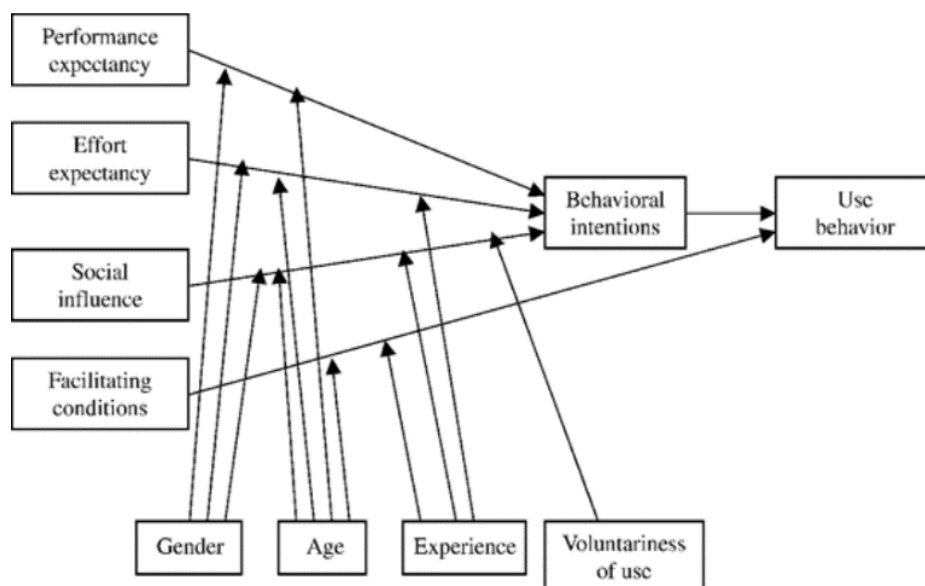 Performance
expectancy
Effort
expectancy
Social
influence
Facilitating
conditions
Behavioral
intentions
Use
behavior
Gender
Age
Experience
Voluntariness
of use